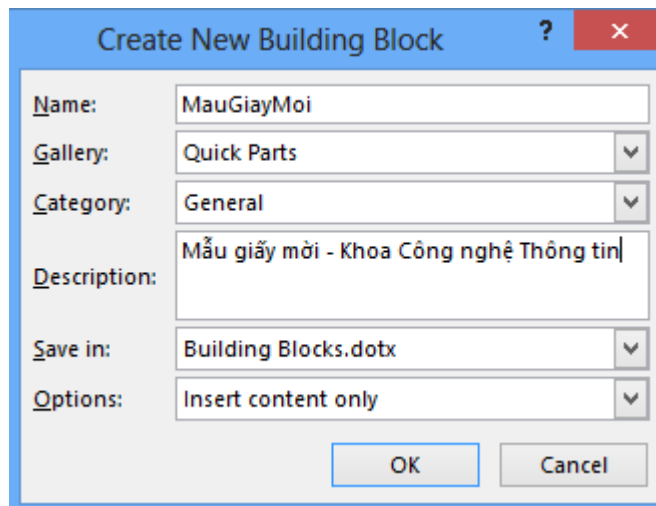 Create New Building Block ?
Name: MauGiayMoi
Gallery: Quick Parts
Category: General
Description: Mẫu giấy mời - Khoa Công nghệ Thông tin
Save in: Building Blocks.dotx
Options: Insert content only
OK Cancel